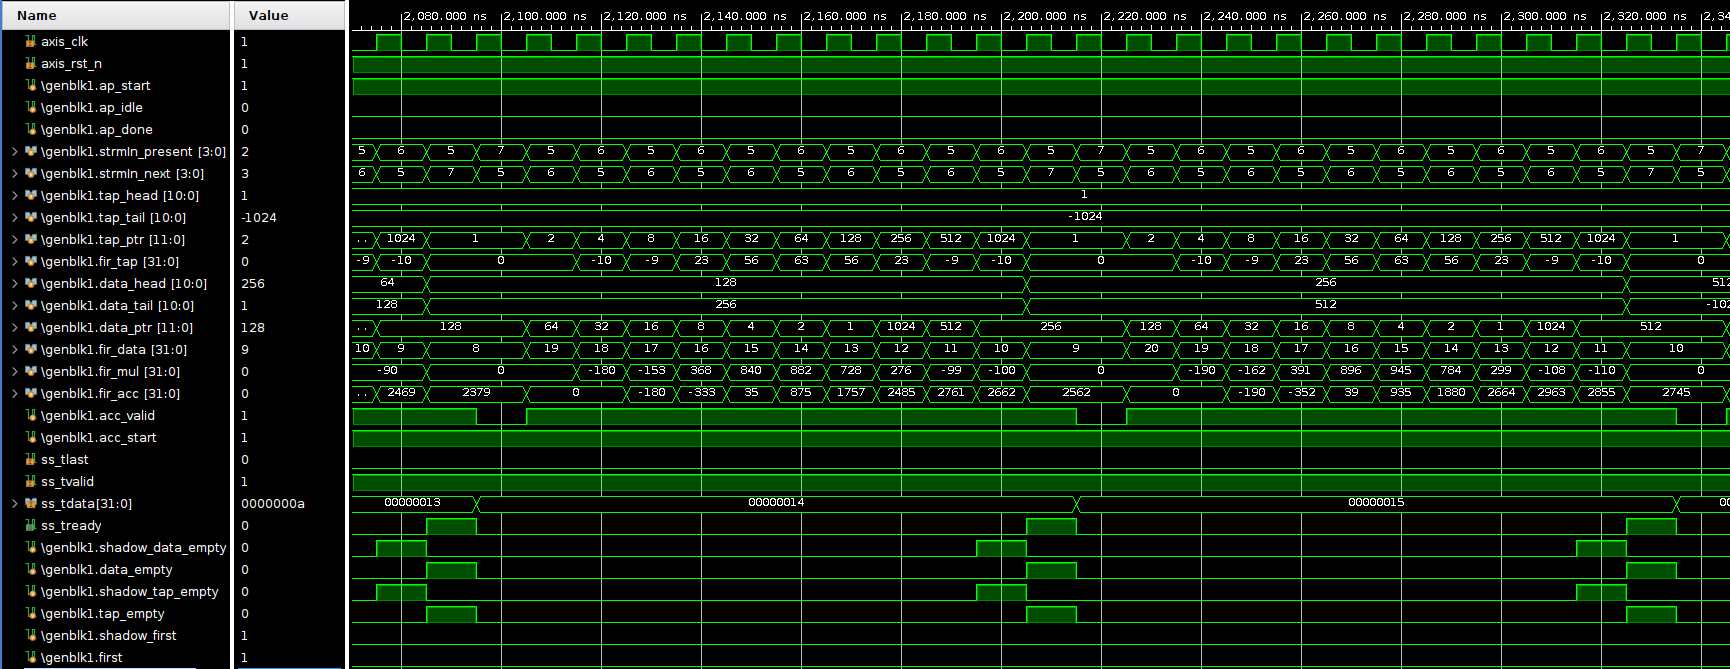 Name Value 2,080.000 ns 2,100.000 ns 2,120.000 ns 2,140.000 ns 2,160.000 ns 2,180.000 ns 2,200.000 ns 2,220.000 ns 2,240.000 ns 2,260.000 ns 2,280.000 ns 2,300.000 ns 2,320.000 ns 2,34
axis_clk 1
axis_rst_n 1
\genblk1.ap_start 1
\genblk1.ap_idle 0
\genblk1.ap_done 0
\genblk1.strmIn_present [3:0] 2 5 6 5 7 5 6 5 6 5 6 5 6 5 6 5 7 5 6 5 6 5 6 5 6 5 6 5 7
\genblk1.strmIn_next [3:0] 3 6 5 7 5 6 5 6 5 6 5 6 5 6 5 7 5 6 5 6 5 6 5 6 5 6 5 7 5
\genblk1.tap_head [10:0] 1 1
\genblk1.tap_tail [10:0] -1024 -1024
\genblk1.tap_ptr [11:0] 2 .. 1024 1 2 4 8 16 32 64 128 256 512 1024 1 2 4 8 16 32 64 128 256 512 1024 1
\genblk1.fir_tap [31:0] 0 -9 -10 0 -10 -9 23 56 63 56 23 -9 -10 0 -10 -9 23 56 63 56 23 -9 -10 0
\genblk1.data_head [10:0] 256 64 128 256 512
\genblk1.data_tail [10:0] 1 128 256 512 -102
\genblk1.data_ptr [11:0] 128 .. 128 64 32 16 8 4 2 1 1024 512 256 128 64 32 16 8 4 2 1 1024 512
\genblk1.fir_data [31:0] 9 10 9 8 19 18 17 16 15 14 13 12 11 10 9 20 19 18 17 16 15 14 13 12 11 10
\genblk1.fir_mul [31:0] 0 -90 0 -180 -153 368 840 882 728 276 -99 -100 0 -190 -162 391 896 945 784 299 -108 -110 0
\genblk1.fir_acc [31:0] 0 .. 2469 2379 0 -180 -333 35 875 1757 2485 2761 2662 2562 0 -190 -352 39 935 1880 2664 2963 2855 2745
\genblk1.acc_valid 1
\genblk1.acc_start 1
ss_tlast 0
ss_tvalid 1
ss_tdata[31:0] 0000000a 00000013 00000014 00000015 00
ss_tready 0
\genblk1.shadow_data_empty 0
\genblk1.data_empty 0
\genblk1.shadow_tap_empty 0
\genblk1.tap_empty 0
\genblk1.shadow_first 1
\genblk1.first 1